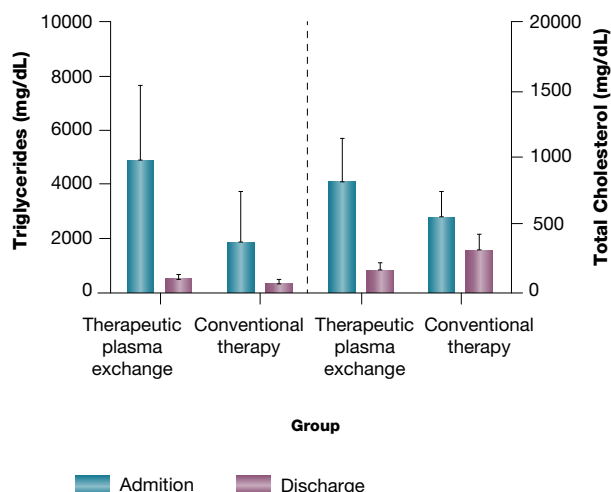 Triglycerides (mg/dL)
10000
8000
6000
4000
2000
0
20000
1500
1000
500
0
Total Cholesterol (mg/dL)
Therapeutic
plasma
exchange
Conventional
therapy
Therapeutic
plasma
exchange
Conventional
therapy
Group
Admition
Discharge